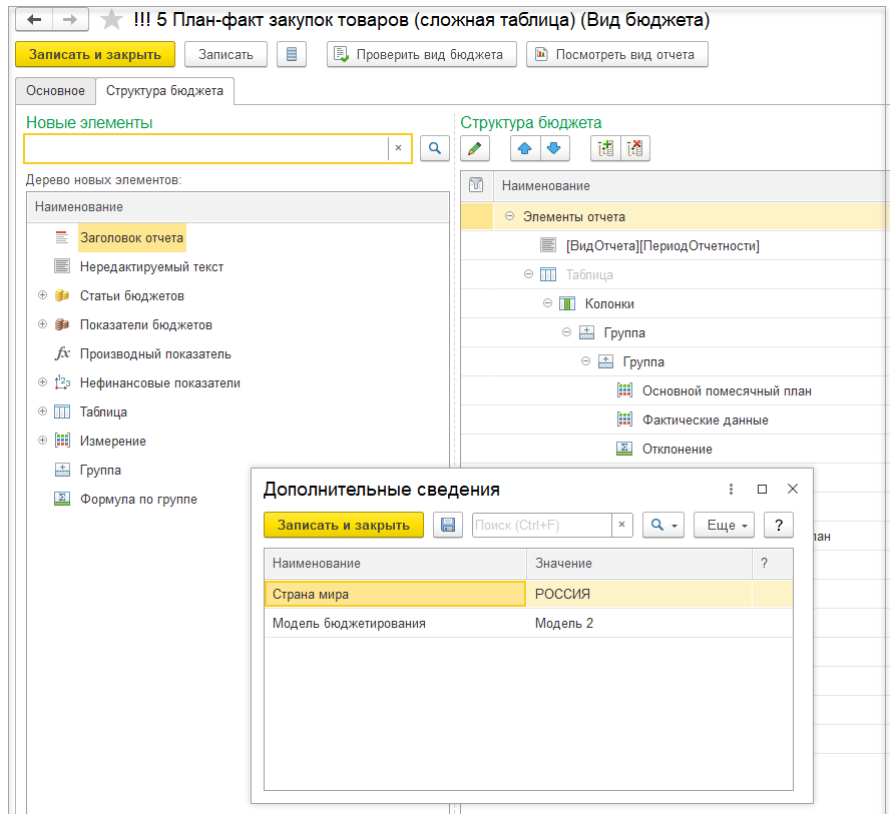 !!! 5 План-факт закупок товаров (сложная таблица) (Вид бюджета)
Записать и закрыть Записать Проверить вид бюджета Посмотреть вид отчета
Основное Структура бюджета
Новые элементы
×
Дерево новых элементов:
Наименование
Заголовок отчета
Нередактируемый текст
Статьи бюджетов
Показатели бюджетов
fx Производный показатель
Нефинансовые показатели
Таблица
Измерение
Группа
Формула по группе
Структура бюджета
Наименование
Элементы отчета
[ВидОтчета][ПериодОтчетности]
Таблица
Колонки
Группа
Группа
Основной помесячный план
Фактические данные
Отклонение
Дополнительные сведения
Записать и закрыть Поиск (Ctrl+F) × Еще ?
Наименование Значение ?
Страна мира РОССИЯ
Модель бюджетирования Модель 2